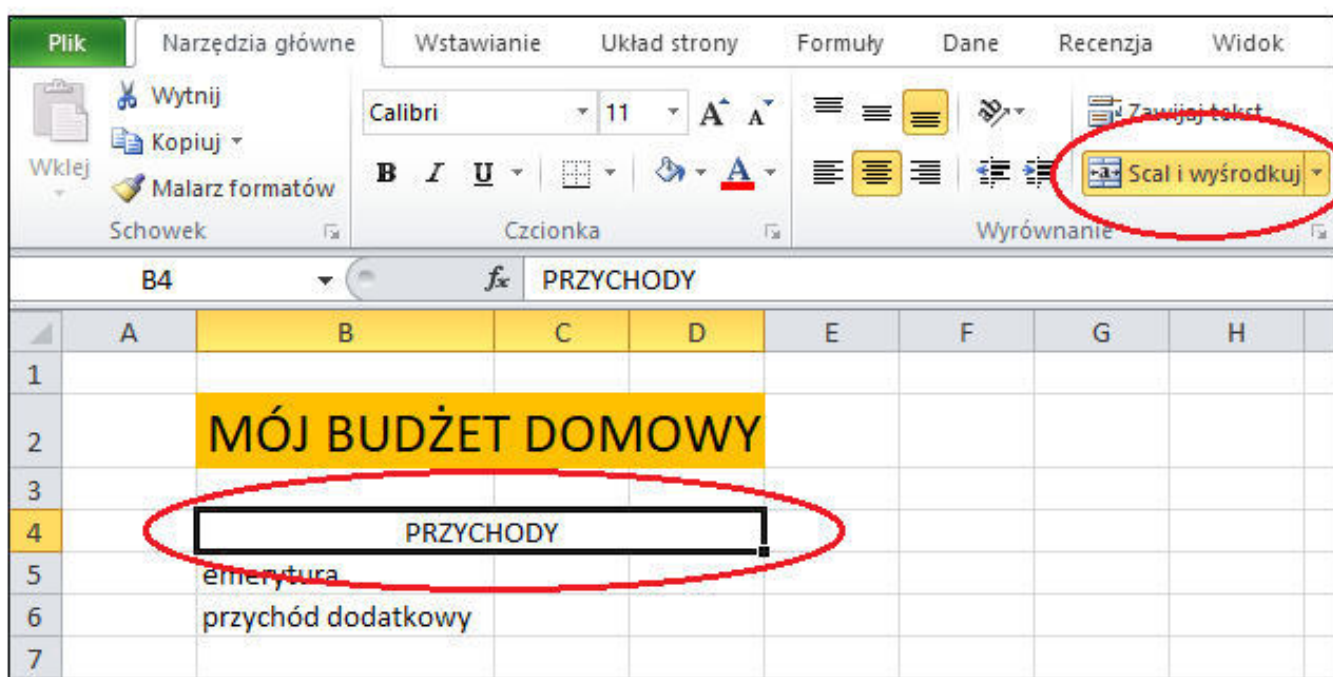 Plik Narzędzia główne Wstawianie Układ strony Formuły Dane Recenzja Widok
Wklej
Wytnij
Kopiuj
Malarz formatów
Schowek
Calibri 11 A A
B I U A
Czcionka
Zawijaj tekst
Scal i wyśrodkuj
Wyrównanie
B4 fx PRZYCHODY
A B C D E F G H
1
2 MÓJ BUDŻET DOMOWY
3
4 PRZYCHODY
5 emerytura
6 przychód dodatkowy
7